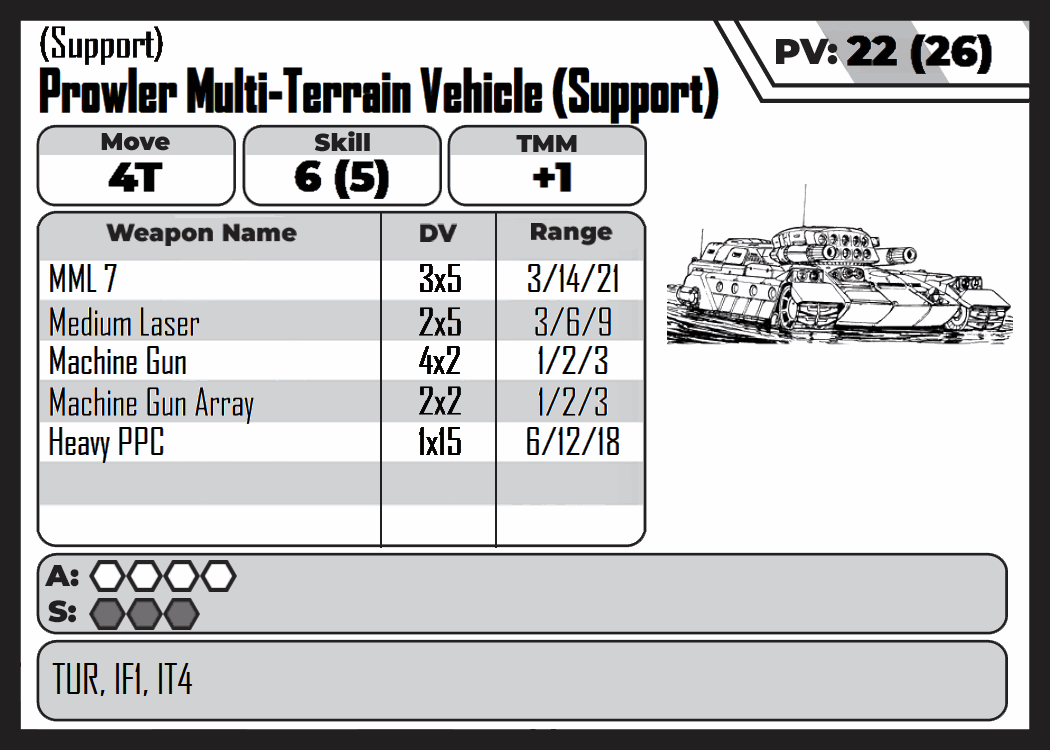 (Support)
Prowler Multi-Terrain Vehicle (Support)
PV: 22 (26)
Move
4T
Skill
6 (5)
TMM
+1
Weapon Name DV Range
MML 7 3x5 3/14/21
Medium Laser 2x5 3/6/9
Machine Gun 4x2 1/2/3
Machine Gun Array 2x2 1/2/3
Heavy PPC 1x15 6/12/18
A:
S:
TUR, IF1, IT4